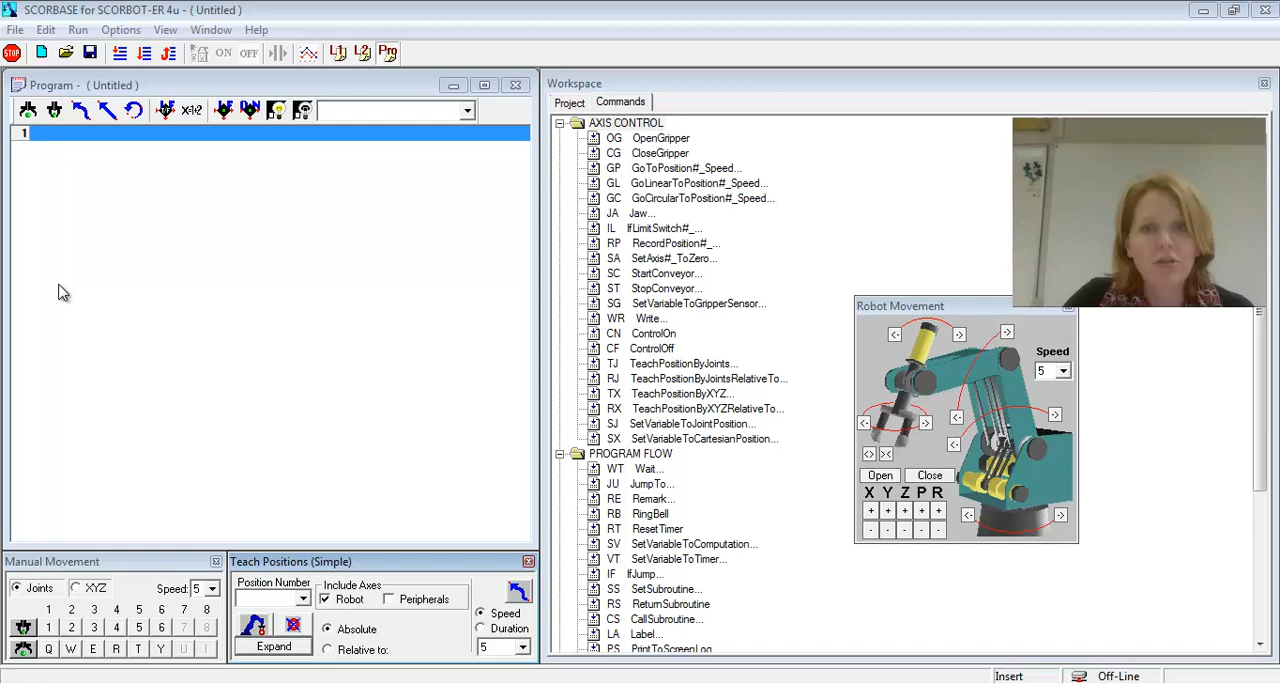 SCORBASE for SCORBOT-ER 4u - ( Untitled )
File Edit Run Options View Window Help
STOP ON OFF L1 L2 Prg
Program - ( Untitled )
1
Workspace
Project Commands
AXIS CONTROL
OG OpenGripper
CG CloseGripper
GP GoToPosition#_Speed...
GL GoLinearToPosition#_Speed...
GC GoCircularToPosition#_Speed...
JA Jaw...
IL IfLimitSwitch#_...
RP RecordPosition#_...
SA SetAxis#_ToZero...
SC StartConveyor...
ST StopConveyor...
SG SetVariableToGripperSensor...
WR Write...
CN ControlOn
CF ControlOff
TJ TeachPositionByJoints...
RJ TeachPositionByJointsRelativeTo...
TX TeachPositionByXYZ...
RX TeachPositionByXYZRelativeTo...
SJ SetVariableToJointPosition...
SX SetVariableToCartesianPosition...
PROGRAM FLOW
WT Wait...
JU JumpTo...
RE Remark...
RB RingBell
RT ResetTimer
SV SetVariableToComputation...
VT SetVariableToTimer...
IF IfJump...
SS SetSubroutine...
RS ReturnSubroutine
CS CallSubroutine...
LA Label...
PS PrintToScreenLog
Robot Movement
Speed
5
Open Close
X Y Z P R
+ + + + +
- - - - -
Manual Movement
Joints XYZ Speed: 5
1 2 3 4 5 6 7 8
1 2 3 4 5 6 7 8
Q W E R T Y U I
Teach Positions (Simple)
Position Number
Include Axes
Robot Peripherals
Absolute
Relative to:
Expand
Speed
Duration
5
Insert Off-Line